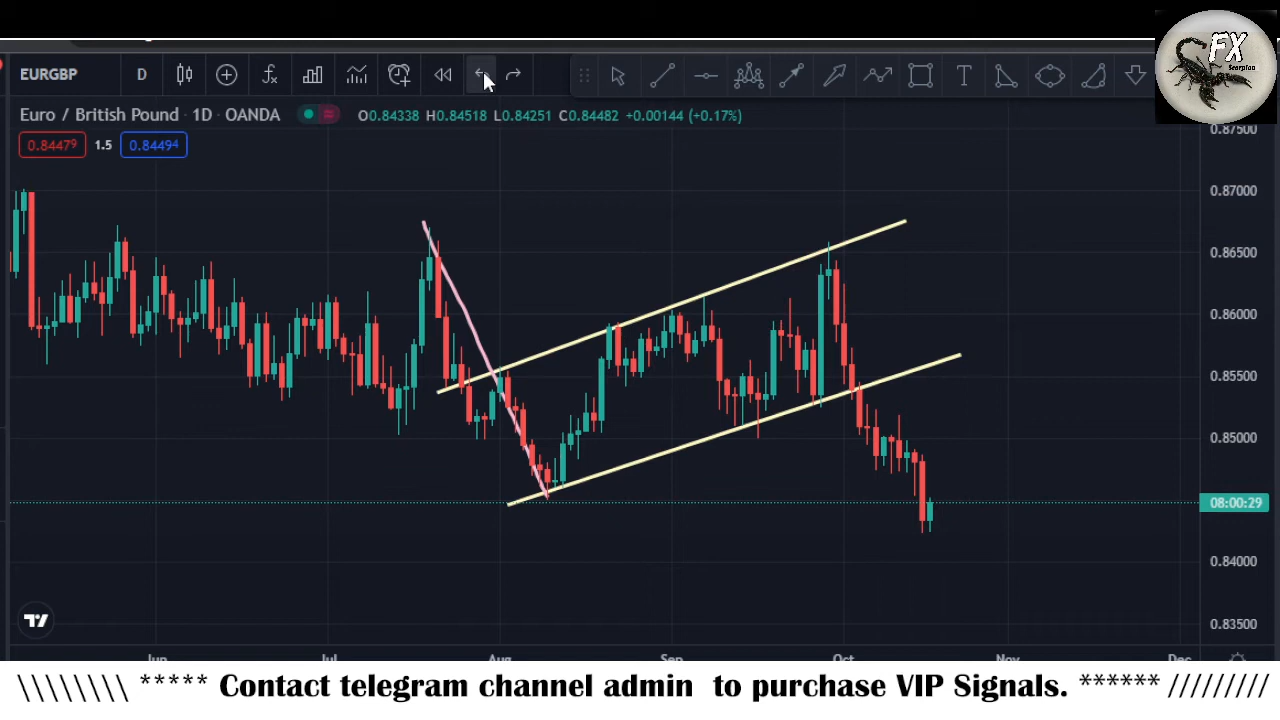 FX
Scorpion
EURGBP D
Euro / British Pound · 1D · OANDA O0.84338 H0.84518 L0.84251 C0.84482 +0.00144 (+0.17%)
0.84479 1.5 0.84494
0.87500
0.87000
0.86500
0.86000
0.85500
0.85000
08:00:29
0.84000
0.83500
Jun Jul Aug Sep Oct Nov Dec
\\\\\\\\\ ***** Contact telegram channel admin to purchase VIP Signals. ****** /////////